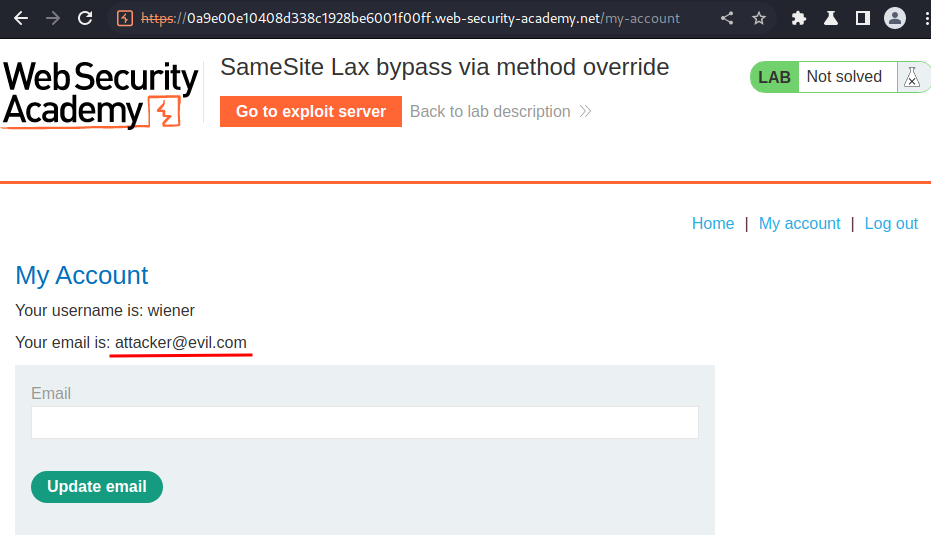 https://0a9e00e10408d338c1928be6001f00ff.web-security-academy.net/my-account
Web Security
Academy
SameSite Lax bypass via method override
Go to exploit server
Back to lab description
LAB Not solved
Home | My account | Log out
My Account
Your username is: wiener
Your email is: attacker@evil.com
Email
Update email